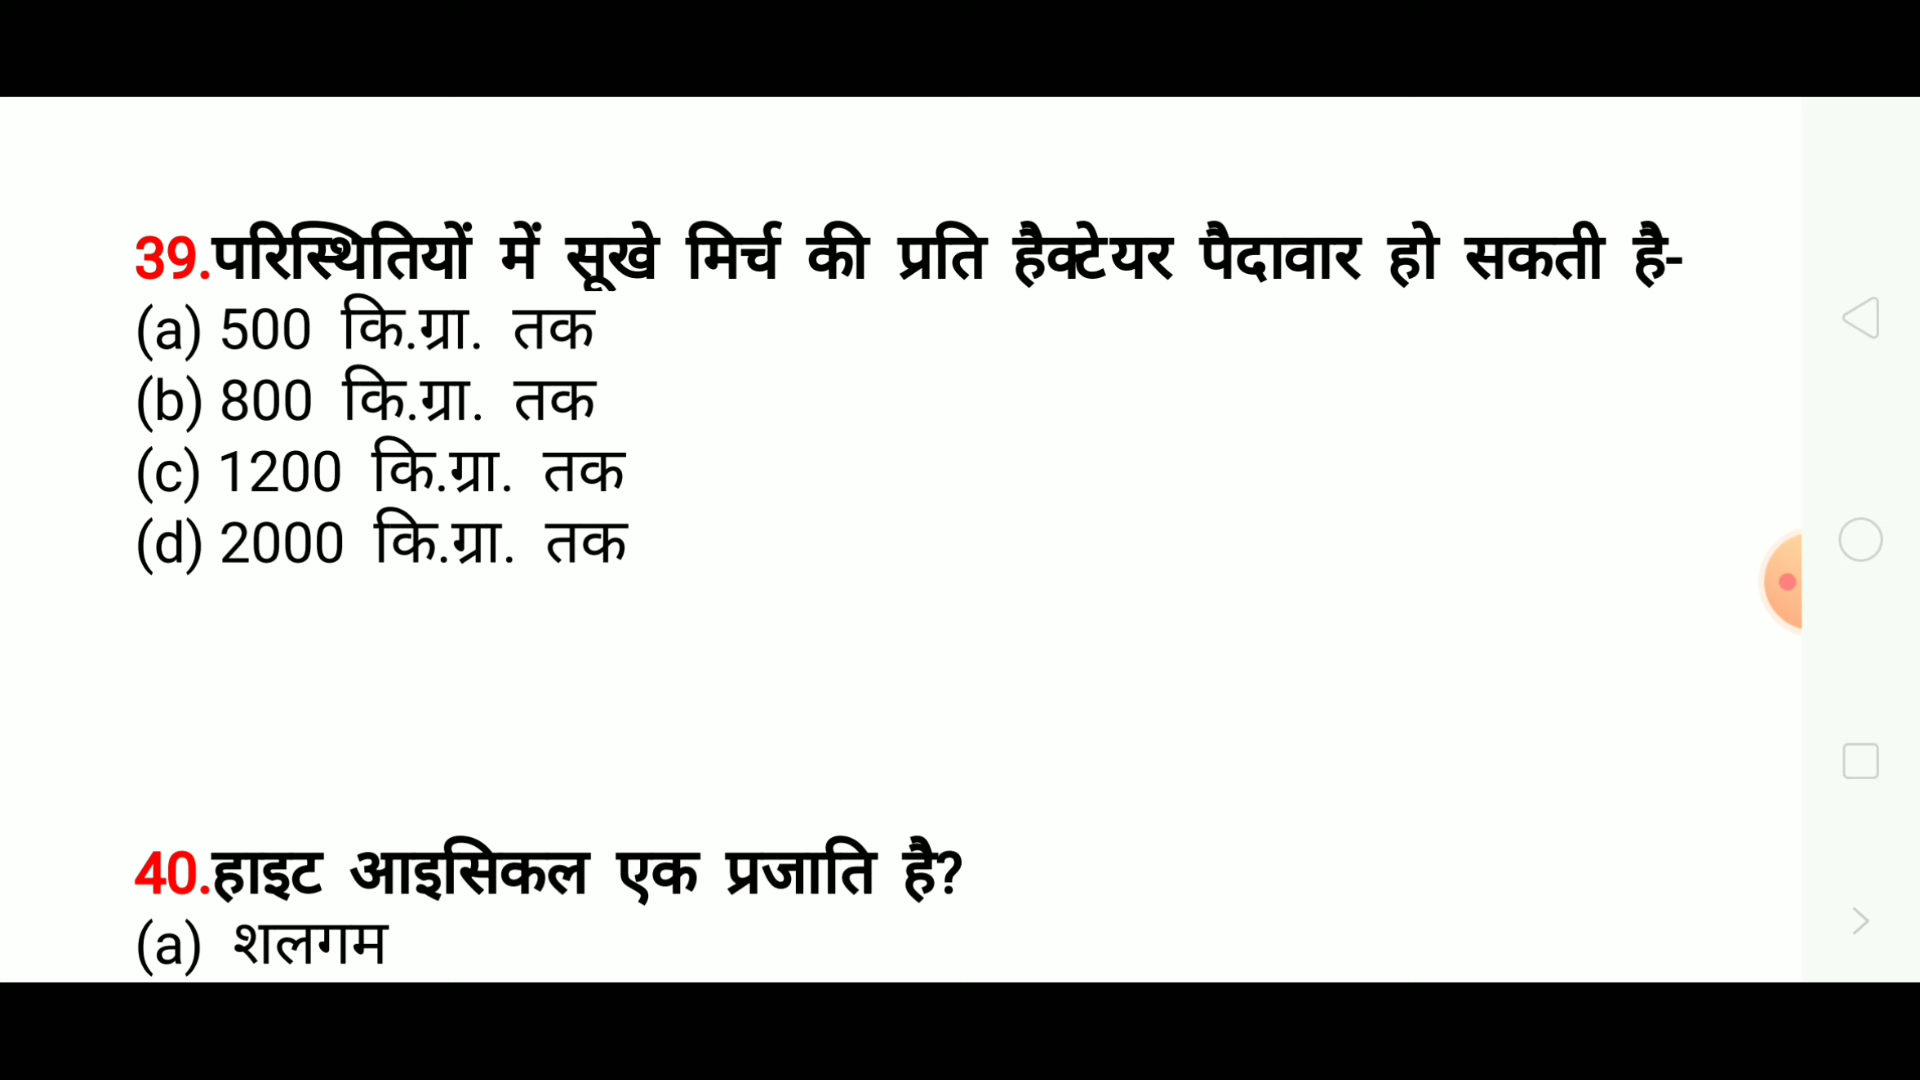 39.परिस्थितियों में सूखे मिर्च की प्रति हैक्टेयर पैदावार हो सकती है-
(a) 500 कि.ग्रा. तक
(b) 800 कि.ग्रा. तक
(c) 1200 कि.ग्रा. तक
(d) 2000 कि.ग्रा. तक
40.हाइट आइसिकल एक प्रजाति है?
(a) शलगम